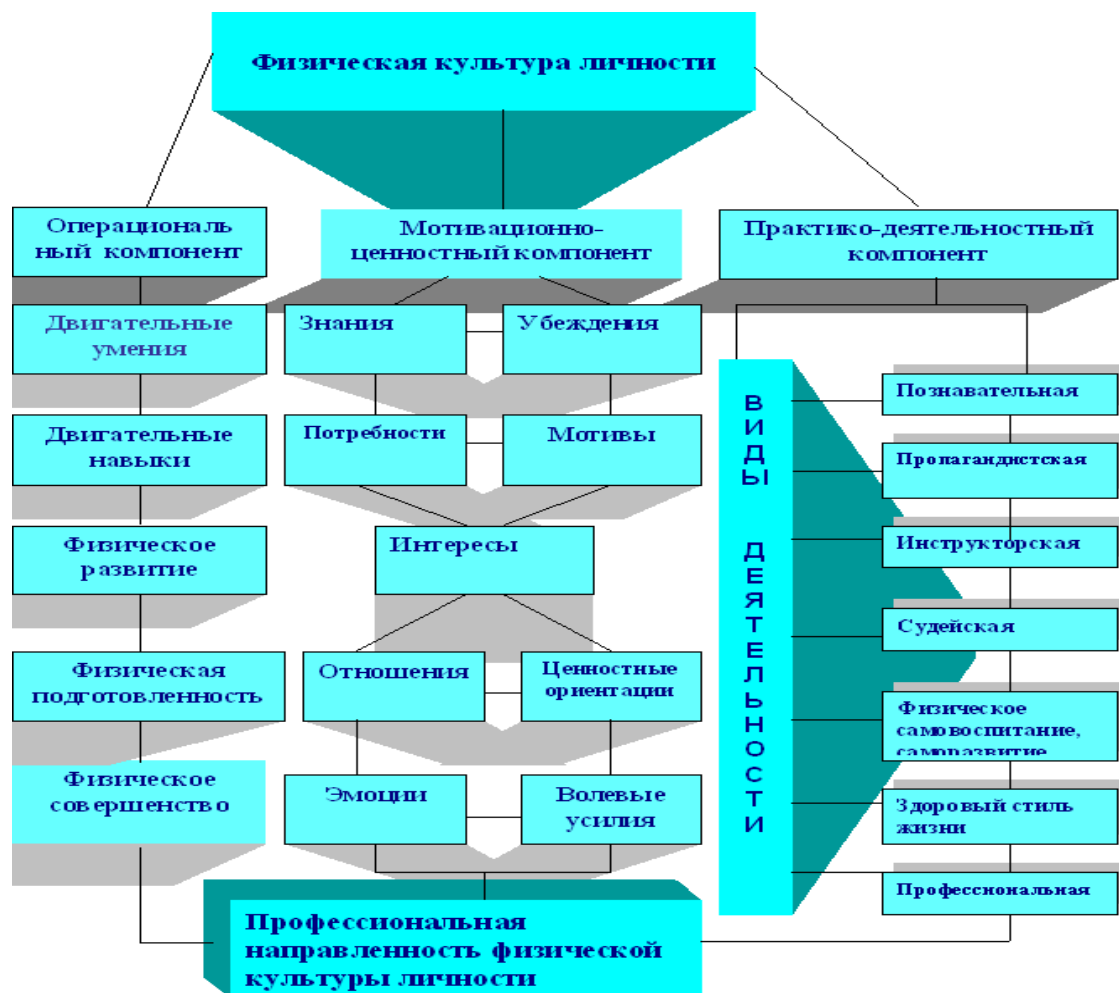 Физическая культура личности
Операциональ
ный компонент
Мотивационно-
ценностный компонент
Практико-деятельностный
компонент
Двигательные
умения
Знания
Убеждения
Двигательные
навыки
Потребности
Мотивы
Физическое
развитие
Интересы
Физическая
подготовленность
Отношения
Ценностные
ориентации
Физическое
совершенство
Эмоции
Волевые
усилия
ВИДЫ ДЕЯТЕЛЬНОСТИ
Познавательная
Пропагандистская
Инструкторская
Судейская
Физическое
самовоспитание,
саморазвитие
Здоровый стиль
жизни
Профессиональная
Профессиональная
направленность физической
культуры личности